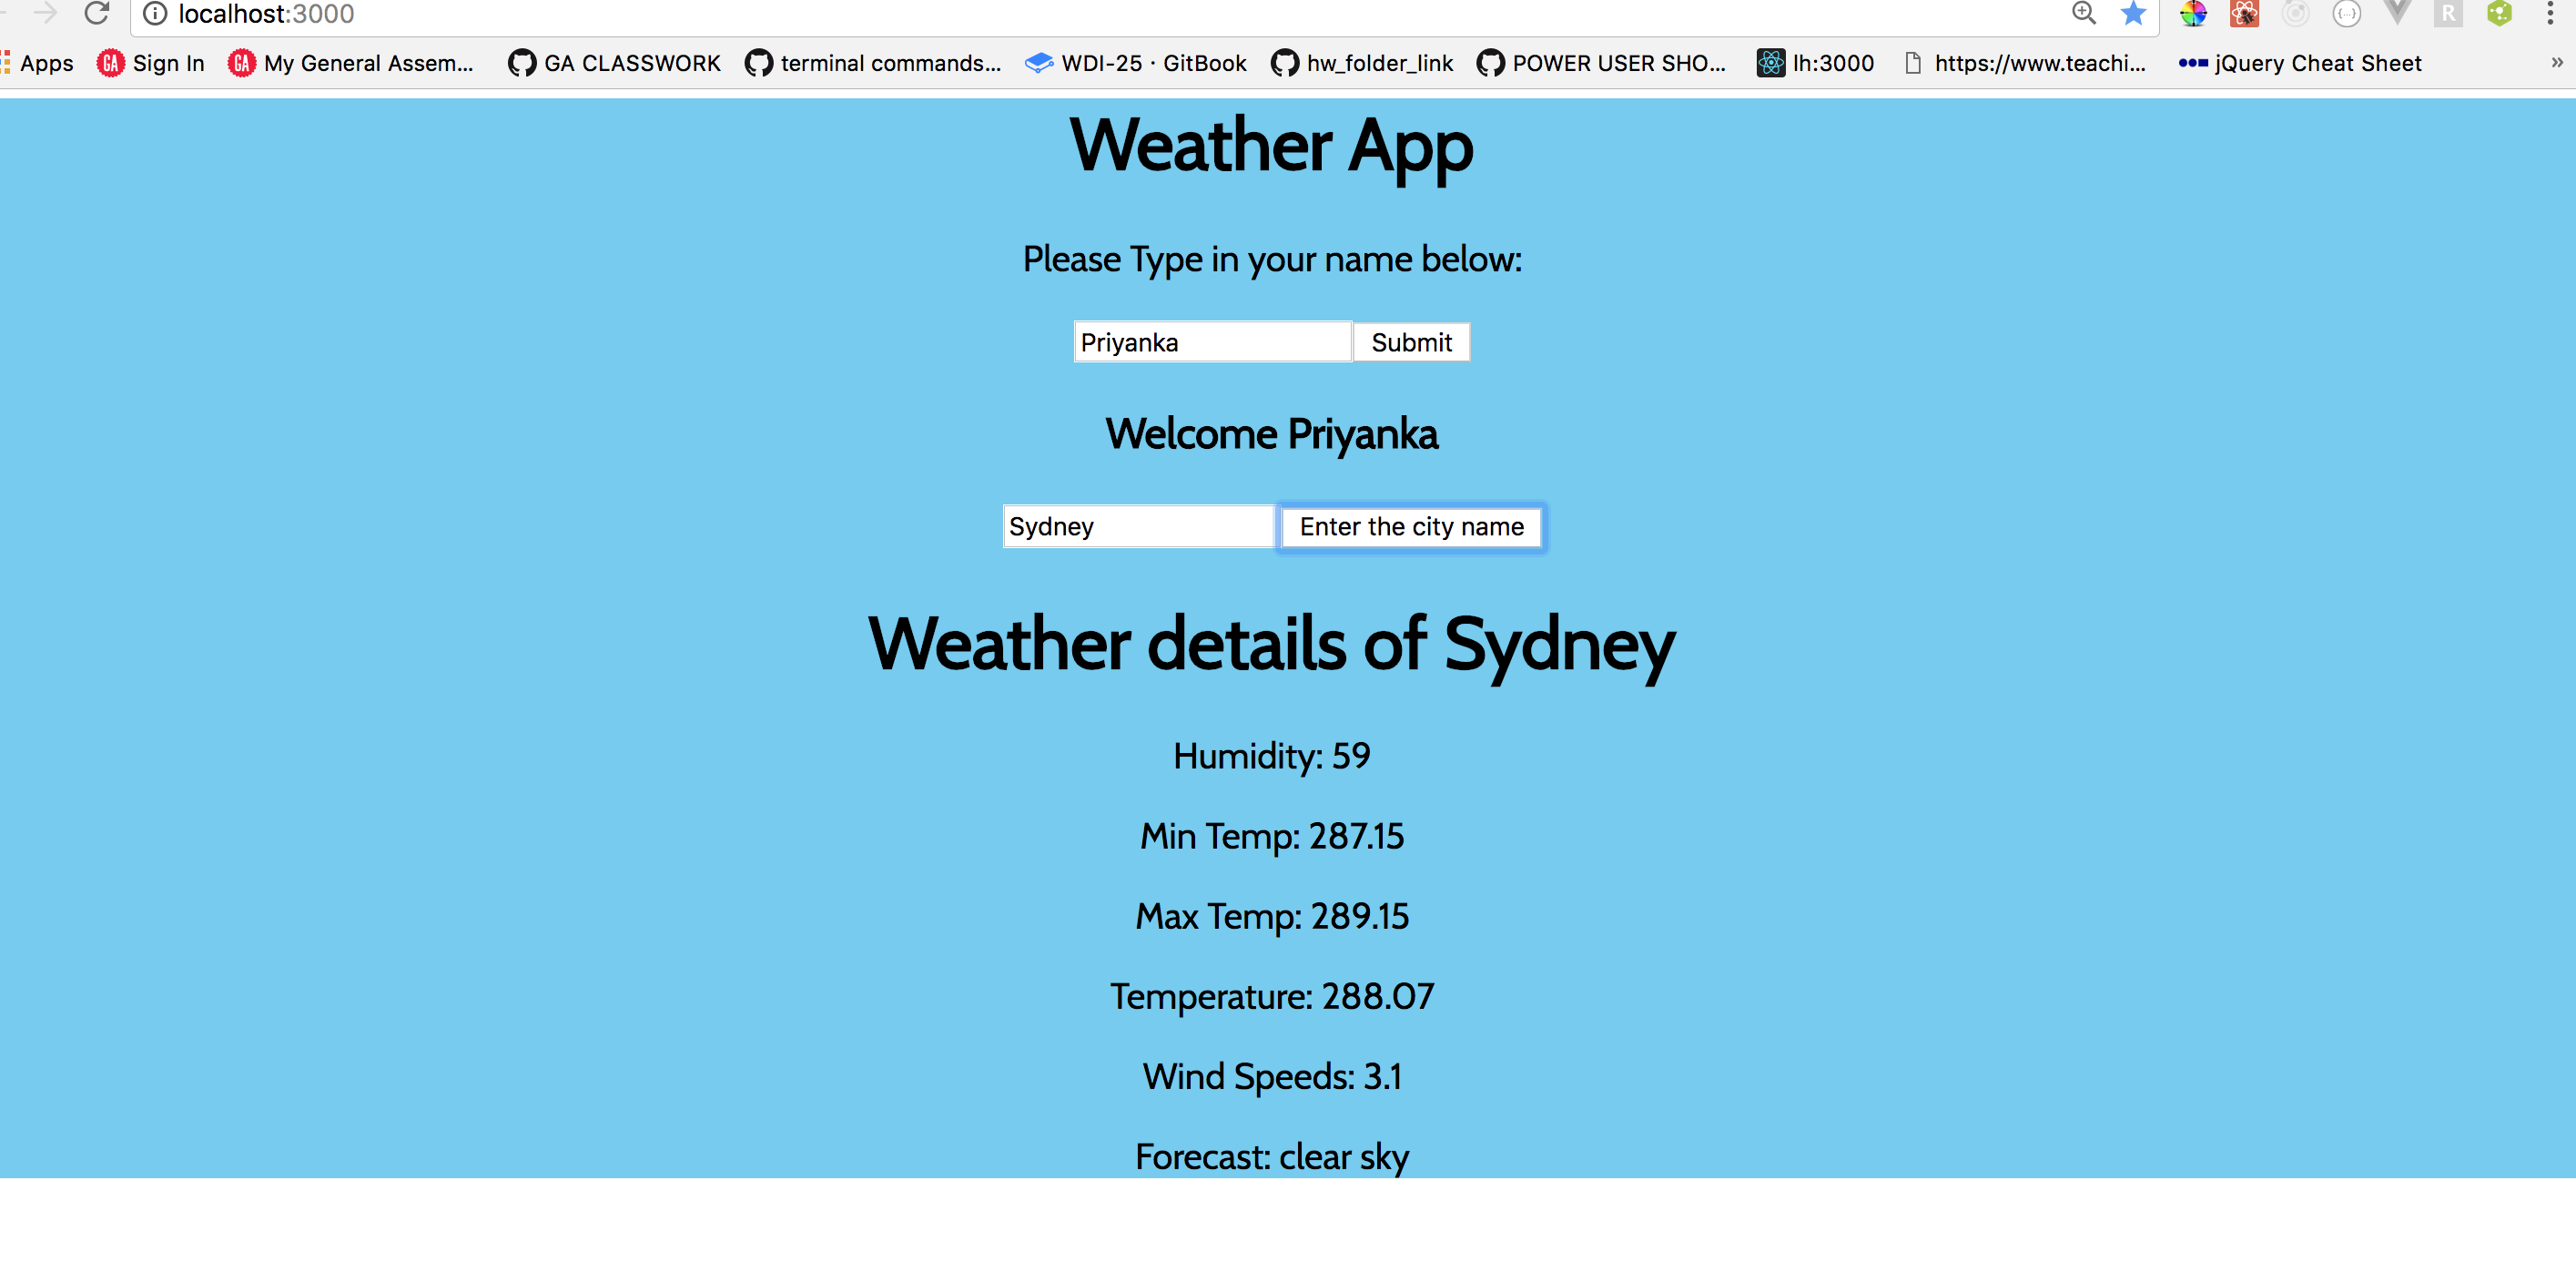 localhost:3000
Apps GA Sign In GA My General Assem... GA CLASSWORK terminal commands... WDI-25 · GitBook hw_folder_link POWER USER SHO... lh:3000 https://www.teachi... jQuery Cheat Sheet »
Weather App
Please Type in your name below:
Priyanka Submit
Welcome Priyanka
Sydney Enter the city name
Weather details of Sydney
Humidity: 59
Min Temp: 287.15
Max Temp: 289.15
Temperature: 288.07
Wind Speeds: 3.1
Forecast: clear sky